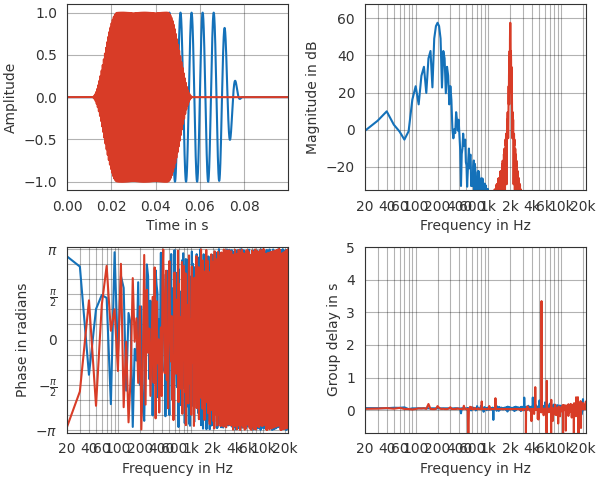 1.0
0.5
0.0
−0.5
−1.0
Amplitude
0.00 0.02 0.04 0.06 0.08
Time in s
60
40
20
0
−20
Magnitude in dB
20 40 60 100 200 400 600 1k 2k 4k 6k 10k 20k
Frequency in Hz
π
π/2
0
−π/2
−π
Phase in radians
20 40 60 100 200 400 600 1k 2k 4k 6k 10k 20k
Frequency in Hz
5
4
3
2
1
0
Group delay in s
20 40 60 100 200 400 600 1k 2k 4k 6k 10k 20k
Frequency in Hz